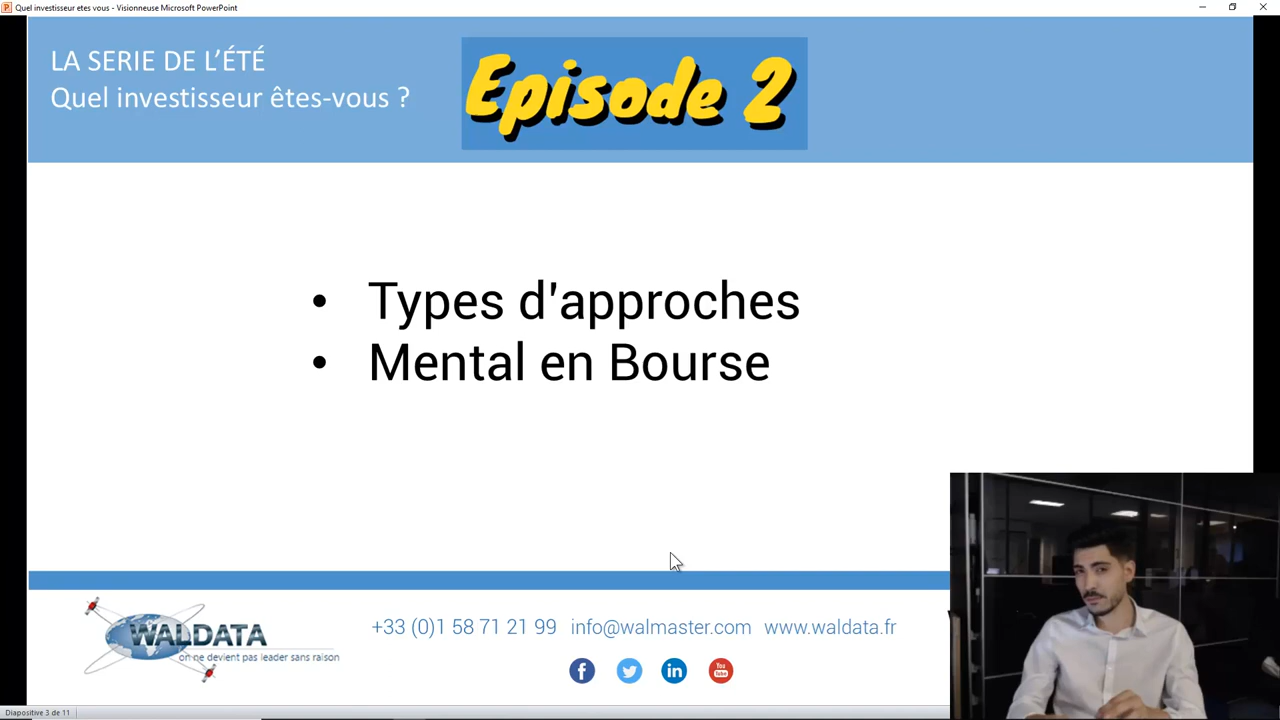 Quel investisseur etes vous - Visionneuse Microsoft PowerPoint
LA SERIE DE L'ÉTÉ
Quel investisseur êtes-vous ?
Episode 2
• Types d'approches
• Mental en Bourse
WALDATA
on ne devient pas leader sans raison
+33 (0)1 58 71 21 99 info@walmaster.com www.waldata.fr
You
Tube
Diapositive 3 de 11